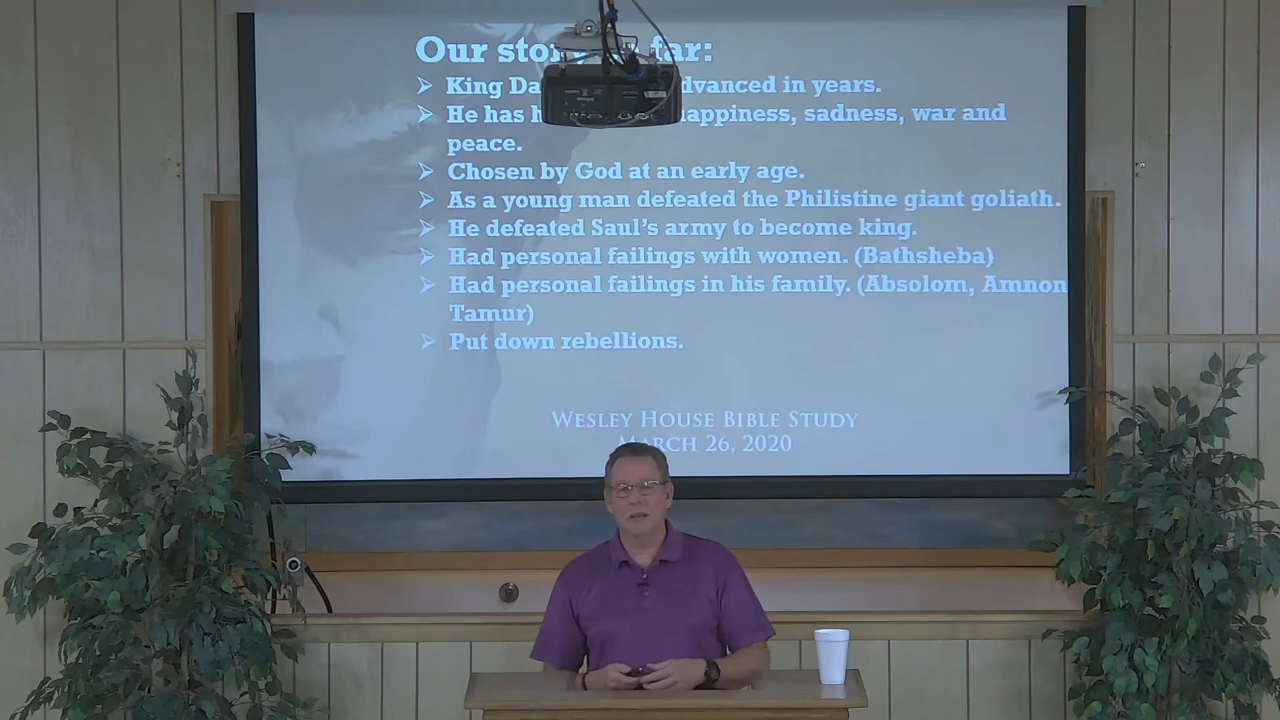 Our far:
King advanced in years.
He has happiness, sadness, war and
peace.
Chosen by God at an early age.
As a young man defeated the Philistine giant goliath.
He defeated Saul's army to become king.
Had personal failings with women. (Bathsheba)
Had personal failings in his family. (Absolom, Amnon
Tamur)
Put down rebellions.
Wesley House Bible Study
March 26, 2020